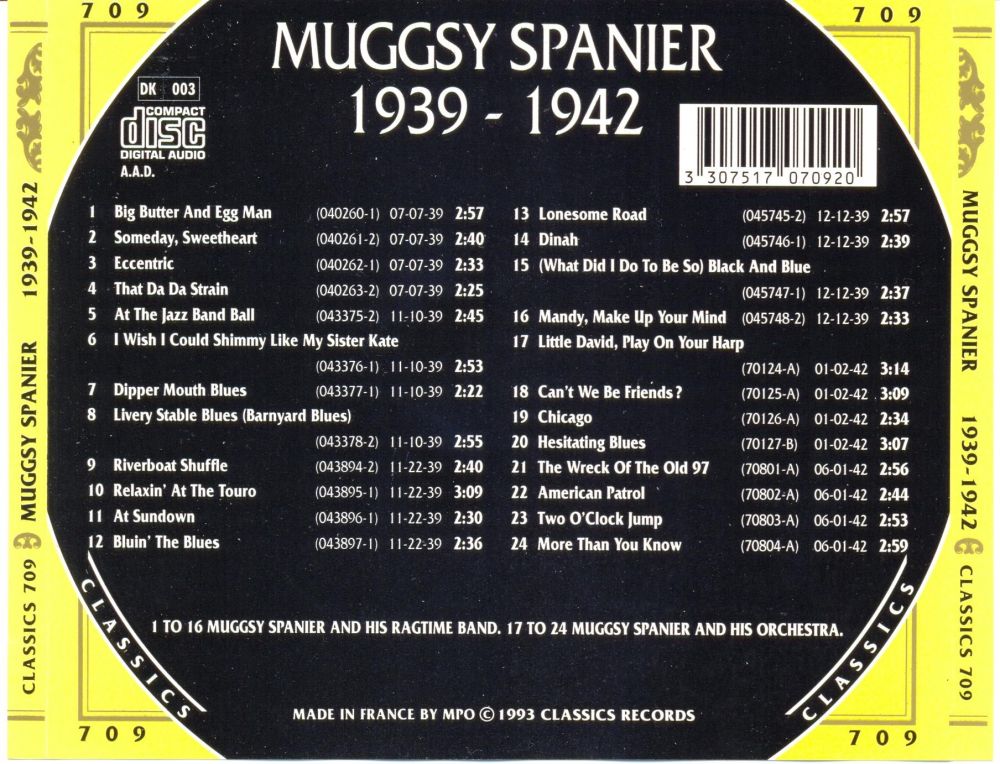 709
709
MUGGSY SPANIER
1939 - 1942
DK 003
COMPACT
disc
DIGITAL AUDIO
A.A.D.
3 307517 070920
1 Big Butter And Egg Man (040260-1) 07-07-39 2:57
2 Someday, Sweetheart (040261-2) 07-07-39 2:40
3 Eccentric (040262-1) 07-07-39 2:33
4 That Da Da Strain (040263-2) 07-07-39 2:25
5 At The Jazz Band Ball (043375-2) 11-10-39 2:45
6 I Wish I Could Shimmy Like My Sister Kate
(043376-1) 11-10-39 2:53
7 Dipper Mouth Blues (043377-1) 11-10-39 2:22
8 Livery Stable Blues (Barnyard Blues)
(043378-2) 11-10-39 2:55
9 Riverboat Shuffle (043894-2) 11-22-39 2:40
10 Relaxin' At The Touro (043895-1) 11-22-39 3:09
11 At Sundown (043896-1) 11-22-39 2:30
12 Bluin' The Blues (043897-1) 11-22-39 2:36
13 Lonesome Road (045745-2) 12-12-39 2:57
14 Dinah (045746-1) 12-12-39 2:39
15 (What Did I Do To Be So) Black And Blue
(045747-1) 12-12-39 2:37
16 Mandy, Make Up Your Mind (045748-2) 12-12-39 2:33
17 Little David, Play On Your Harp
(70124-A) 01-02-42 3:14
18 Can't We Be Friends? (70125-A) 01-02-42 3:09
19 Chicago (70126-A) 01-02-42 2:34
20 Hesitating Blues (70127-B) 01-02-42 3:07
21 The Wreck Of The Old 97 (70801-A) 06-01-42 2:56
22 American Patrol (70802-A) 06-01-42 2:44
23 Two O'Clock Jump (70803-A) 06-01-42 2:53
24 More Than You Know (70804-A) 06-01-42 2:59
1 TO 16 MUGGSY SPANIER AND HIS RAGTIME BAND. 17 TO 24 MUGGSY SPANIER AND HIS ORCHESTRA.
MADE IN FRANCE BY MPO © 1993 CLASSICS RECORDS
CLASSICS
CLASSICS
709
709
CLASSICS 709 MUGGSY SPANIER 1939-1942
MUGGSY SPANIER 1939-1942 CLASSICS 709